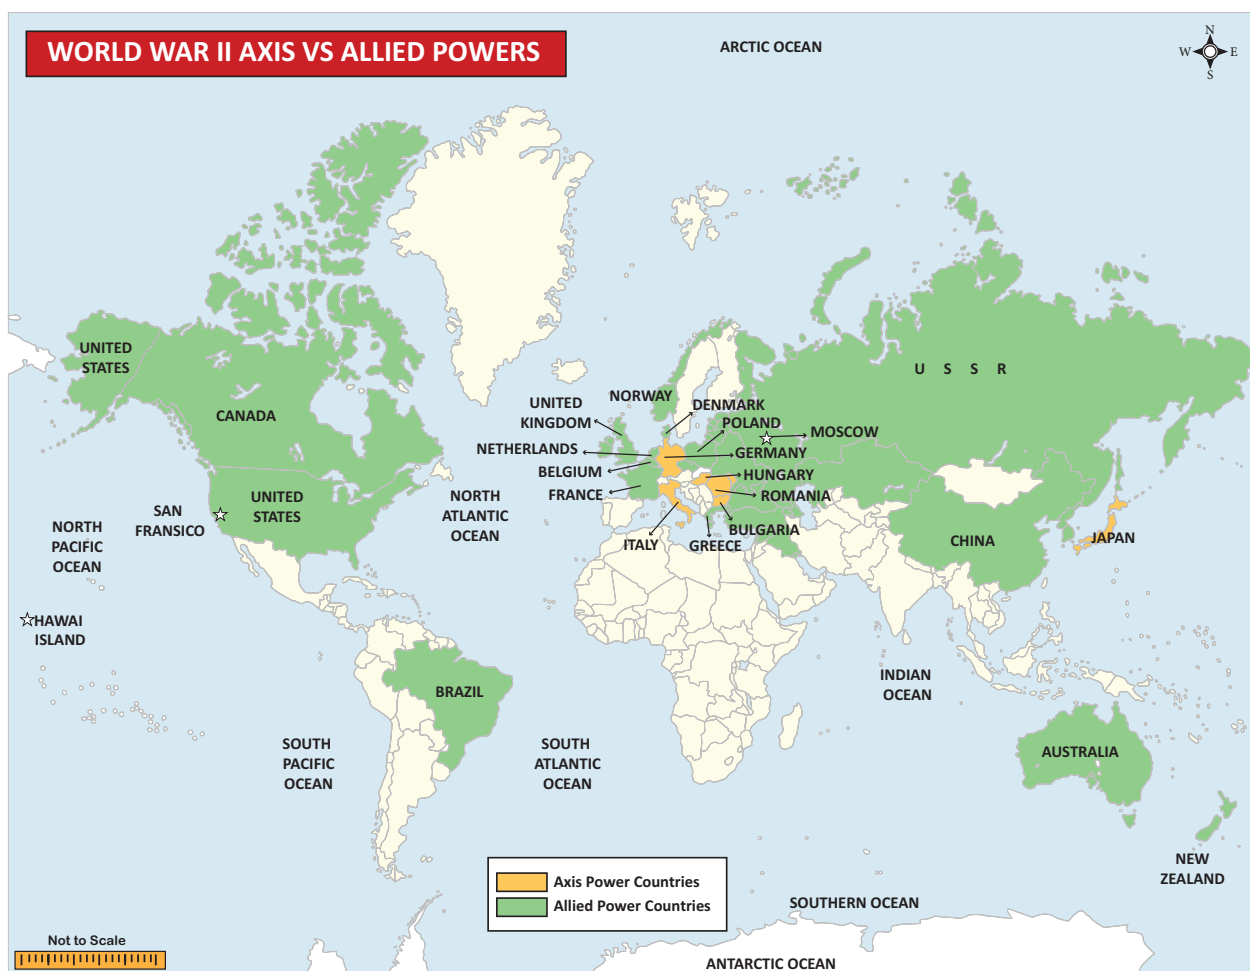 WORLD WAR II AXIS VS ALLIED POWERS
ARCTIC OCEAN
N
W
E
S
UNITED
STATES
CANADA
UNITED
STATES
SAN
FRANSICO
NORTH
PACIFIC
OCEAN
HAWAI
ISLAND
NORTH
ATLANTIC
OCEAN
UNITED
KINGDOM
NORWAY
DENMARK
POLAND
MOSCOW
NETHERLANDS
GERMANY
BELGIUM
HUNGARY
FRANCE
ROMANIA
BULGARIA
ITALY
GREECE
U S S R
CHINA
JAPAN
BRAZIL
INDIAN
OCEAN
SOUTH
PACIFIC
OCEAN
SOUTH
ATLANTIC
OCEAN
AUSTRALIA
NEW
ZEALAND
Axis Power Countries
Allied Power Countries
SOUTHERN OCEAN
Not to Scale
ANTARCTIC OCEAN